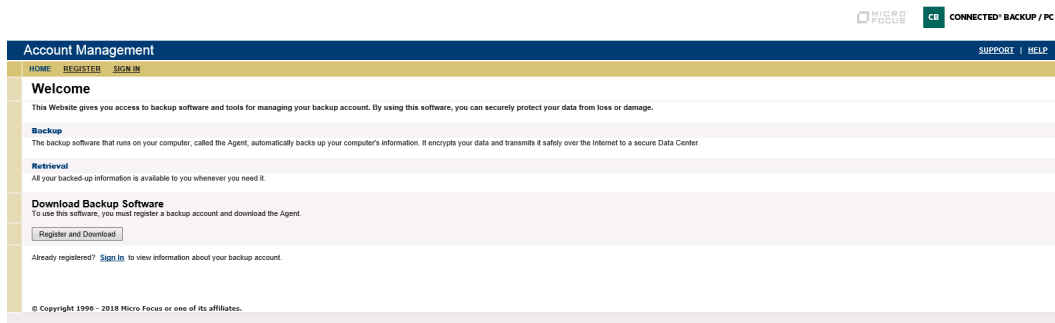 MICRO FOCUS
CB CONNECTED® BACKUP / PC
Account Management
SUPPORT | HELP
HOME REGISTER SIGN IN
Welcome
This Website gives you access to backup software and tools for managing your backup account. By using this software, you can securely protect your data from loss or damage.
Backup
The backup software that runs on your computer, called the Agent, automatically backs up your computer's information. It encrypts your data and transmits it safely over the Internet to a secure Data Center.
Retrieval
All your backed-up information is available to you whenever you need it.
Download Backup Software
To use this software, you must register a backup account and download the Agent.
Register and Download
Already registered? Sign In to view information about your backup account.
© Copyright 1996 - 2018 Micro Focus or one of its affiliates.